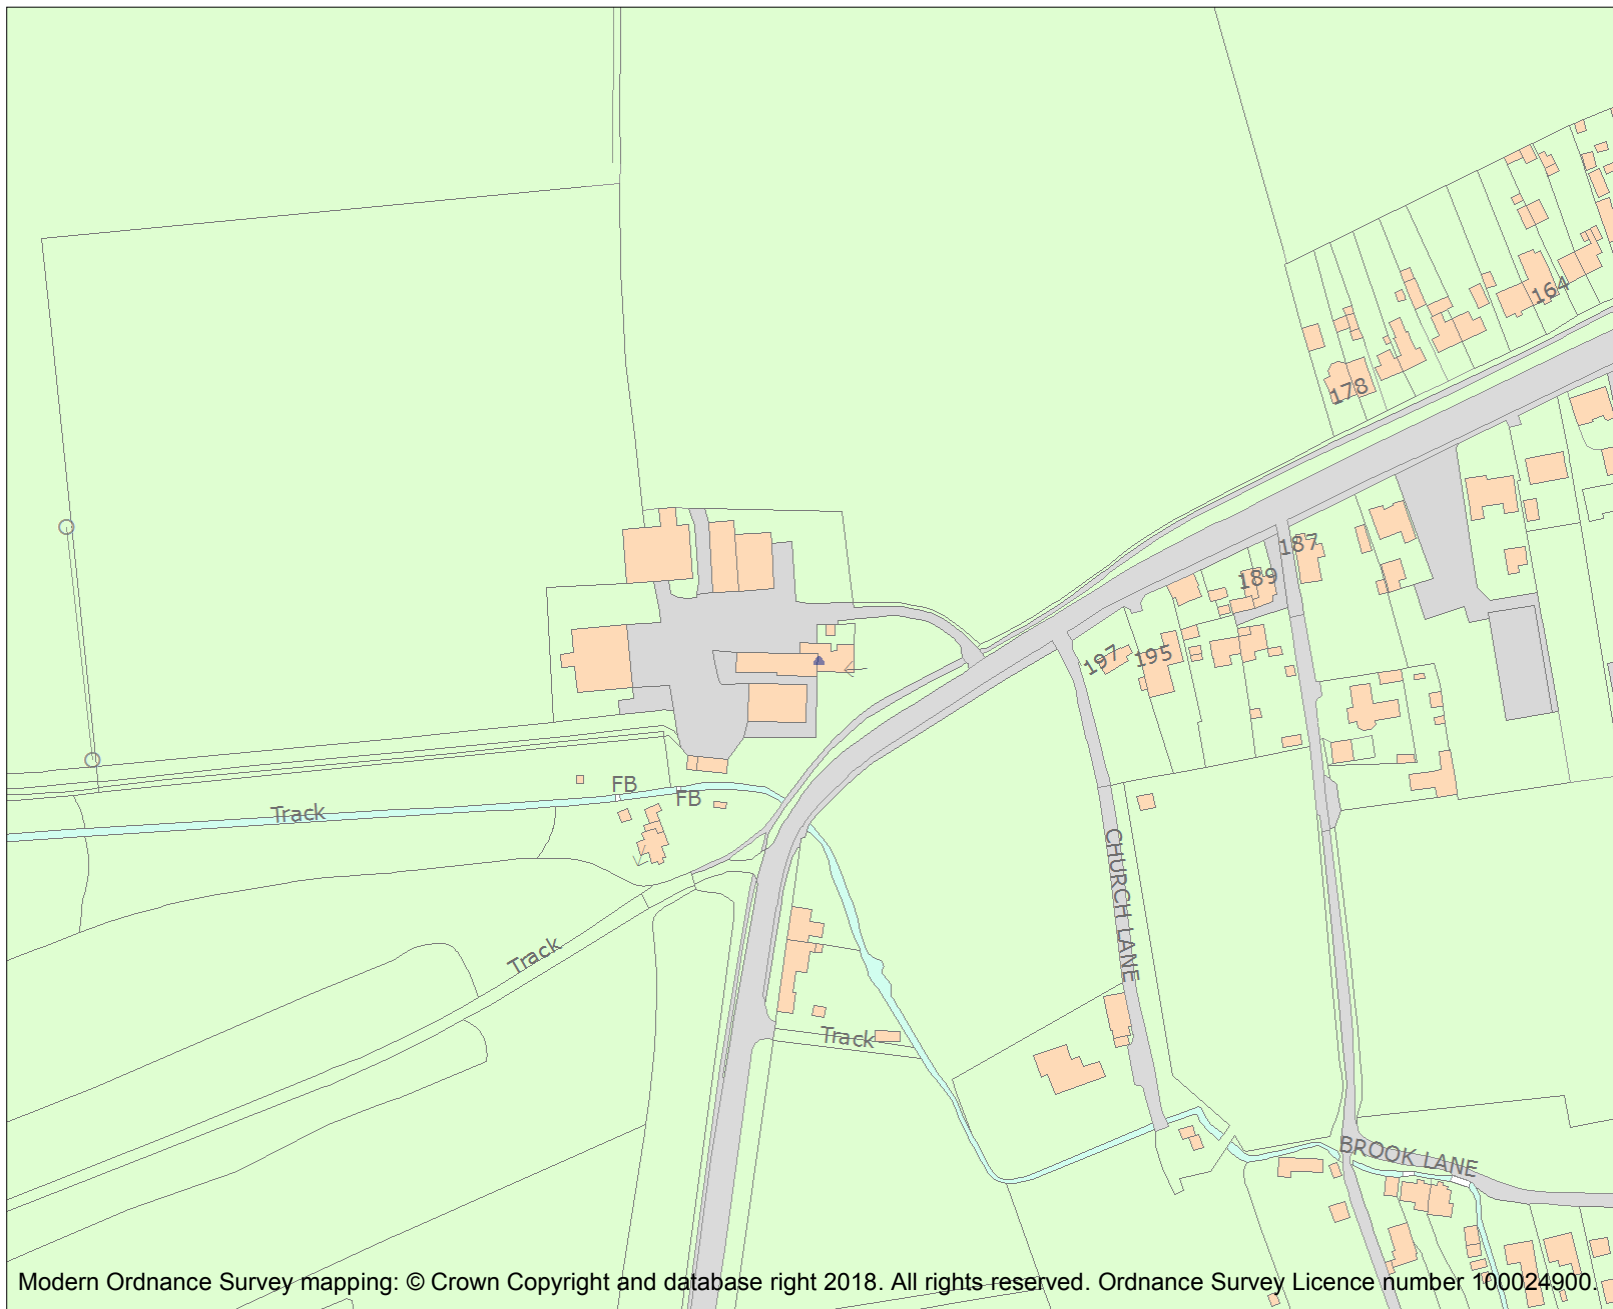 164
178
187
189
197
195
FB
FB
Track
CHURCH LANE
Track
Track
BROOK LANE
Modern Ordnance Survey mapping: © Crown Copyright and database right 2018. All rights reserved. Ordnance Survey Licence number 100024900.